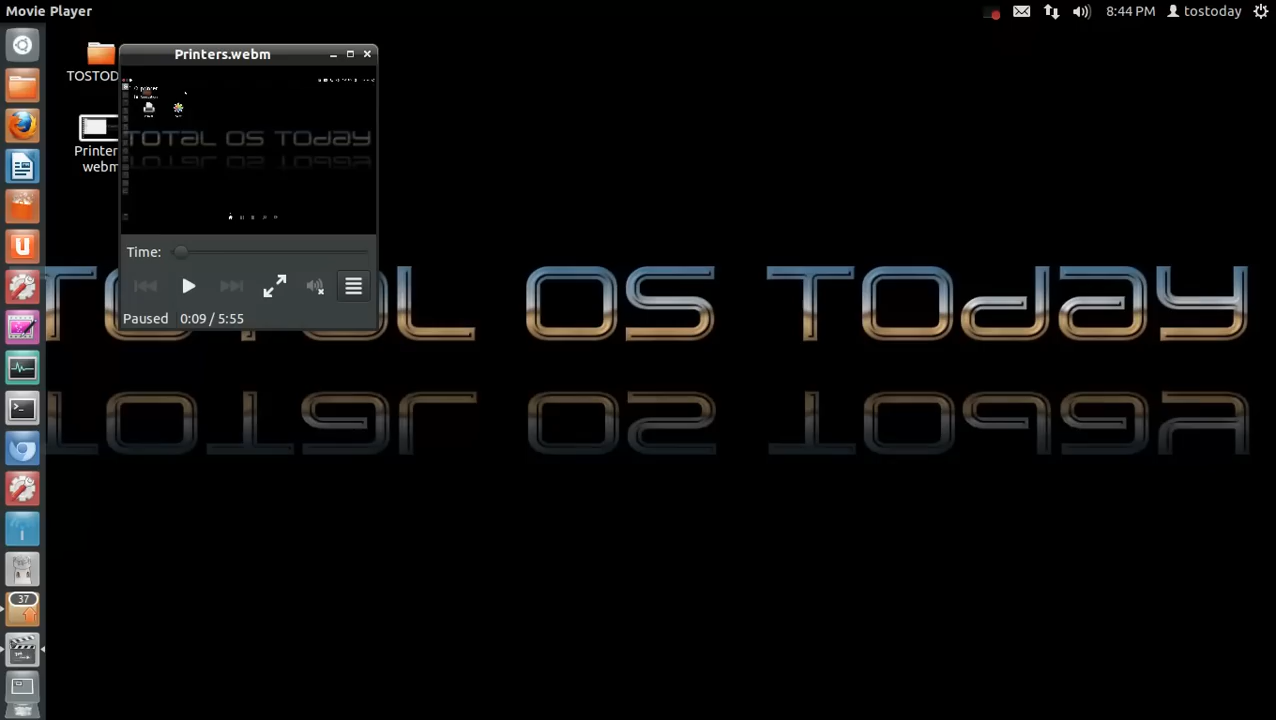 Movie Player
8:44 PM
tostoday
TOSTOD
Printer
webm
Printers.webm
TOTAL OS TODAY
Time:
Paused 0:09 / 5:55
TOTAL OS TODAY
37